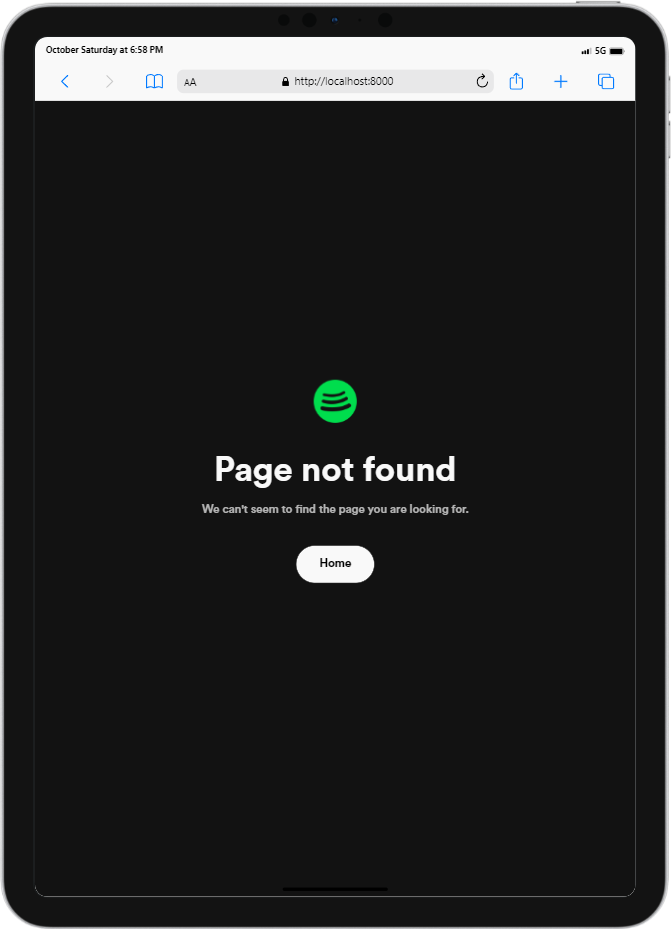 October Saturday at 6:58 PM
5G
AA
http://localhost:8000
Page not found
We can't seem to find the page you are looking for.
Home